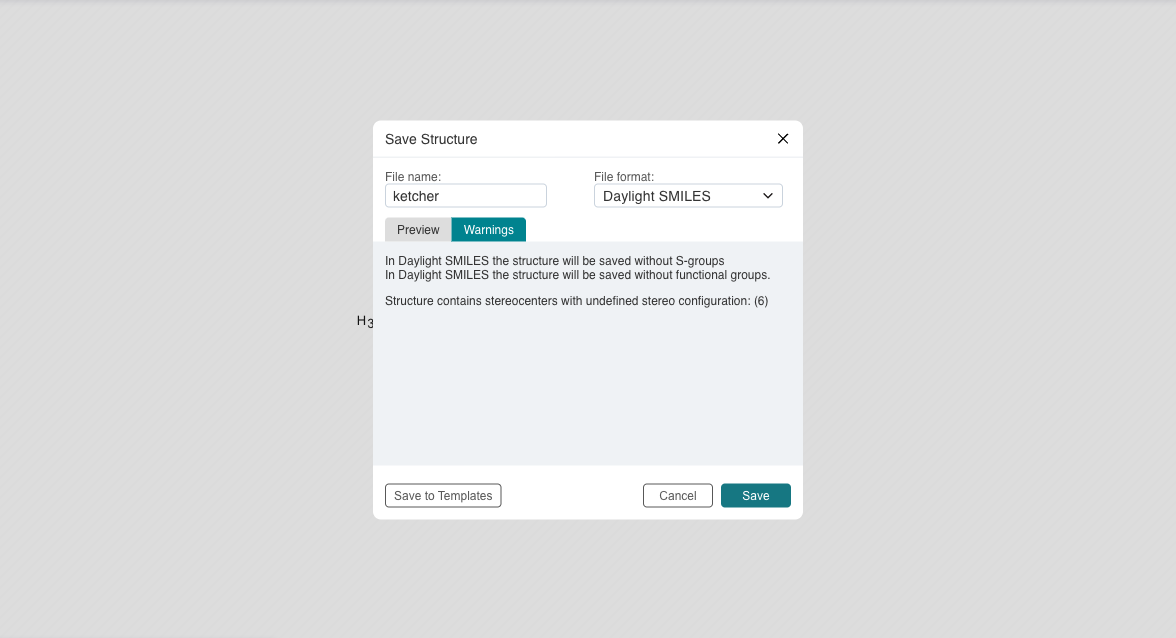 Save Structure
File name:
File format:
ketcher
Daylight SMILES
Preview
Warnings
In Daylight SMILES the structure will be saved without S-groups
In Daylight SMILES the structure will be saved without functional groups.
Structure contains stereocenters with undefined stereo configuration: (6)
H3
Save to Templates
Cancel
Save